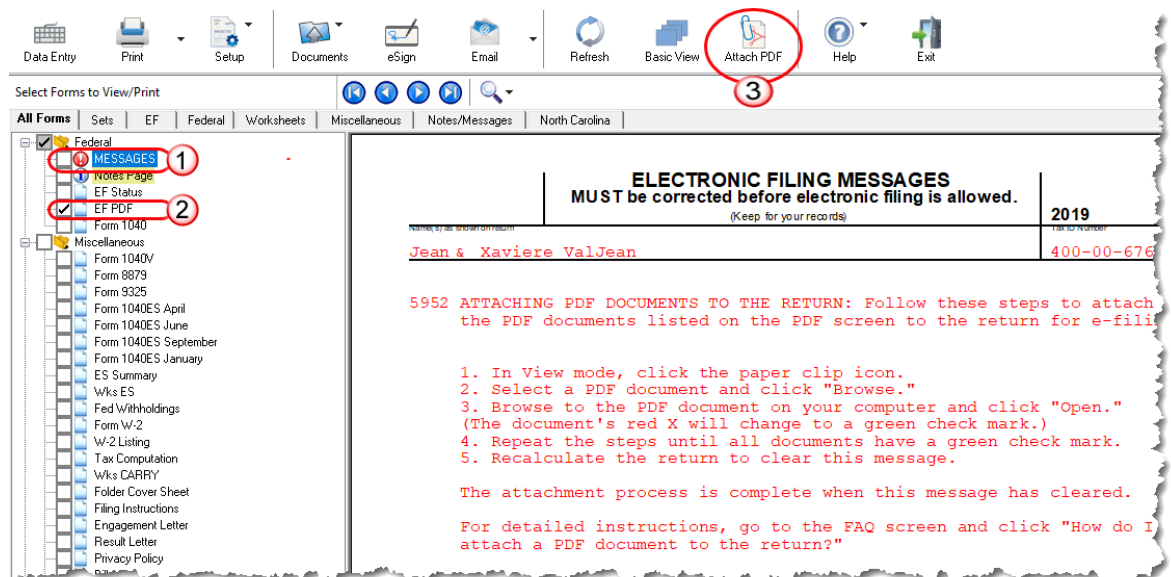 Data Entry Print Setup Documents eSign Email Refresh Basic View Attach PDF Help Exit
3
Select Forms to View/Print
All Forms Sets EF Federal Worksheets Miscellaneous Notes/Messages North Carolina
Federal
MESSAGES 1
Notes Page
EF Status
EF PDF 2
Form 1040
Miscellaneous
Form 1040V
Form 8879
Form 9325
Form 1040ES April
Form 1040ES June
Form 1040ES September
Form 1040ES January
ES Summary
Wks ES
Fed Withholdings
Form W-2
W-2 Listing
Tax Computation
Wks CARRY
Folder Cover Sheet
Filing Instructions
Engagement Letter
Result Letter
Privacy Policy
ELECTRONIC FILING MESSAGES
MUST be corrected before electronic filing is allowed.
(Keep for your records)
2019
Name(s) as shown on return
Tax ID Number
Jean & Xaviere ValJean
400-00-676
5952 ATTACHING PDF DOCUMENTS TO THE RETURN: Follow these steps to attach
the PDF documents listed on the PDF screen to the return for e-fili
1. In View mode, click the paper clip icon.
2. Select a PDF document and click "Browse."
3. Browse to the PDF document on your computer and click "Open."
(The document's red X will change to a green check mark.)
4. Repeat the steps until all documents have a green check mark.
5. Recalculate the return to clear this message.
The attachment process is complete when this message has cleared.
For detailed instructions, go to the FAQ screen and click "How do I
attach a PDF document to the return?"